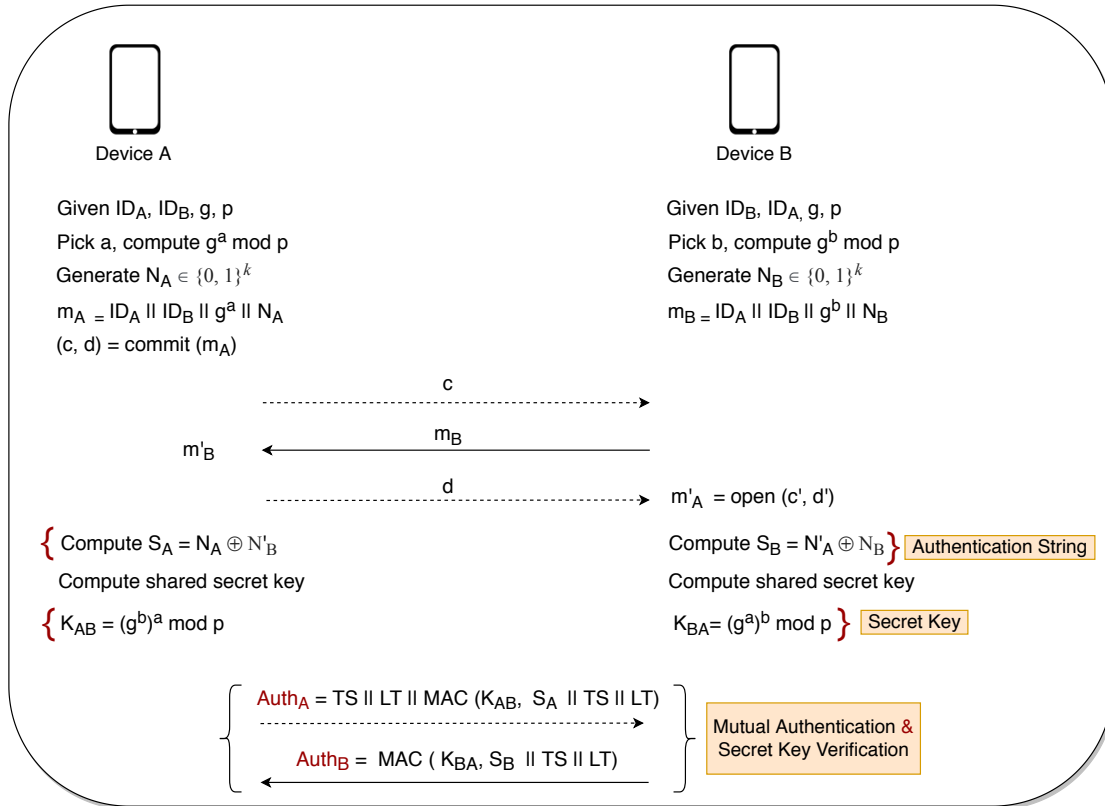 Device A
Device B
Given ID_A, ID_B, g, p
Given ID_B, ID_A, g, p
Pick a, compute g^a mod p
Pick b, compute g^b mod p
Generate N_A ∈ {0, 1}^k
Generate N_B ∈ {0, 1}^k
m_A = ID_A || ID_B || g^a || N_A
m_B = ID_A || ID_B || g^b || N_B
(c, d) = commit (m_A)
c
m'_B
m_B
d
m'_A = open (c', d')
{ Compute S_A = N_A ⊕ N'_B
Compute S_B = N'_A ⊕ N_B } Authentication String
Compute shared secret key
Compute shared secret key
{ K_AB = (g^b)^a mod p
K_BA = (g^a)^b mod p } Secret Key
Auth_A = TS || LT || MAC (K_AB, S_A || TS || LT)
Auth_B = MAC ( K_BA, S_B || TS || LT)
Mutual Authentication &
Secret Key Verification